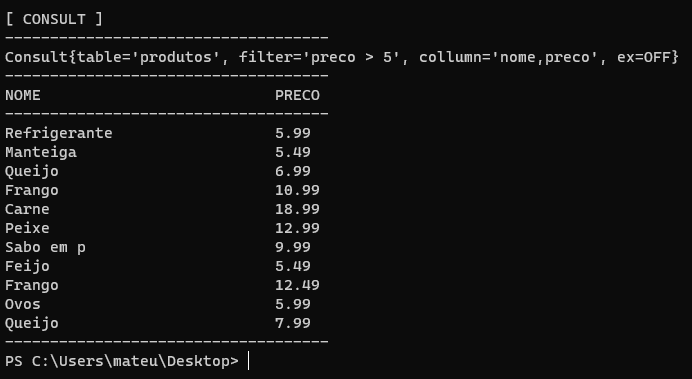 [ CONSULT ]
------------------------------------
Consult{table='produtos', filter='preco > 5', collumn='nome,preco', ex=OFF}
------------------------------------
NOME                          PRECO
------------------------------------
Refrigerante                  5.99
Manteiga                      5.49
Queijo                        6.99
Frango                        10.99
Carne                         18.99
Peixe                         12.99
Sabo em p                     9.99
Feijo                         5.49
Frango                        12.49
Ovos                          5.99
Queijo                        7.99
------------------------------------
PS C:\Users\mateu\Desktop>